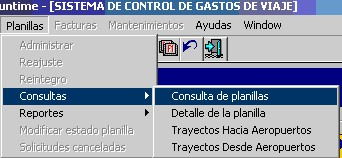 untime - [SISTEMA DE CONTROL DE GASTOS DE VIAJE]
Planillas Facturas Mantenimientos Ayudas Window
Administrar
Reajuste
Reintegro
Consultas
Consulta de planillas
Reportes
Detalle de la planilla
Modificar estado planilla
Trayectos Hacia Aeropuertos
Solicitudes canceladas
Trayectos Desde Aeropuertos